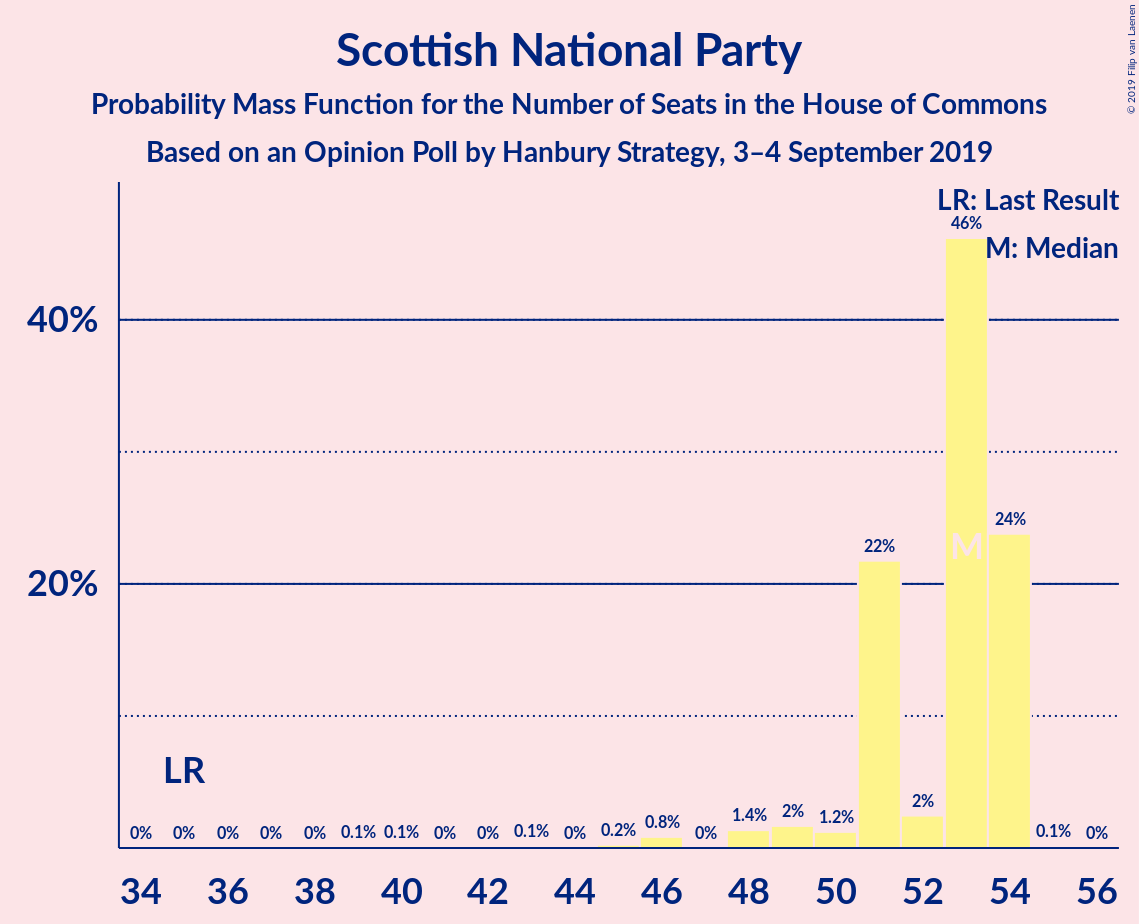 Scottish National Party
Probability Mass Function for the Number of Seats in the House of Commons
Based on an Opinion Poll by Hanbury Strategy, 3–4 September 2019
© 2019 Filip van Laenen
LR: Last Result
46%
M: Median
40%
24%
22%
M
20%
LR
0% 0% 0% 0% 0% 0.1% 0.1% 0% 0% 0.1% 0% 0.2% 0.8% 0% 1.4% 2% 1.2% 2% 0.1% 0%
34 36 38 40 42 44 46 48 50 52 54 56